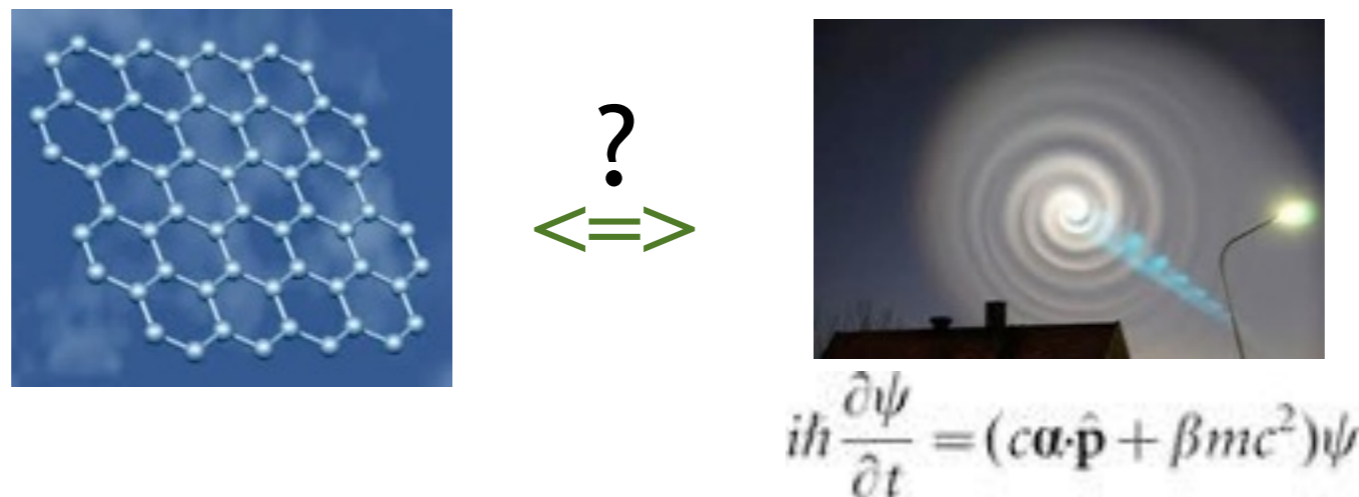 ?
<=>
iħ ∂ψ/∂t = (cα·p̂ + βmc²)ψ